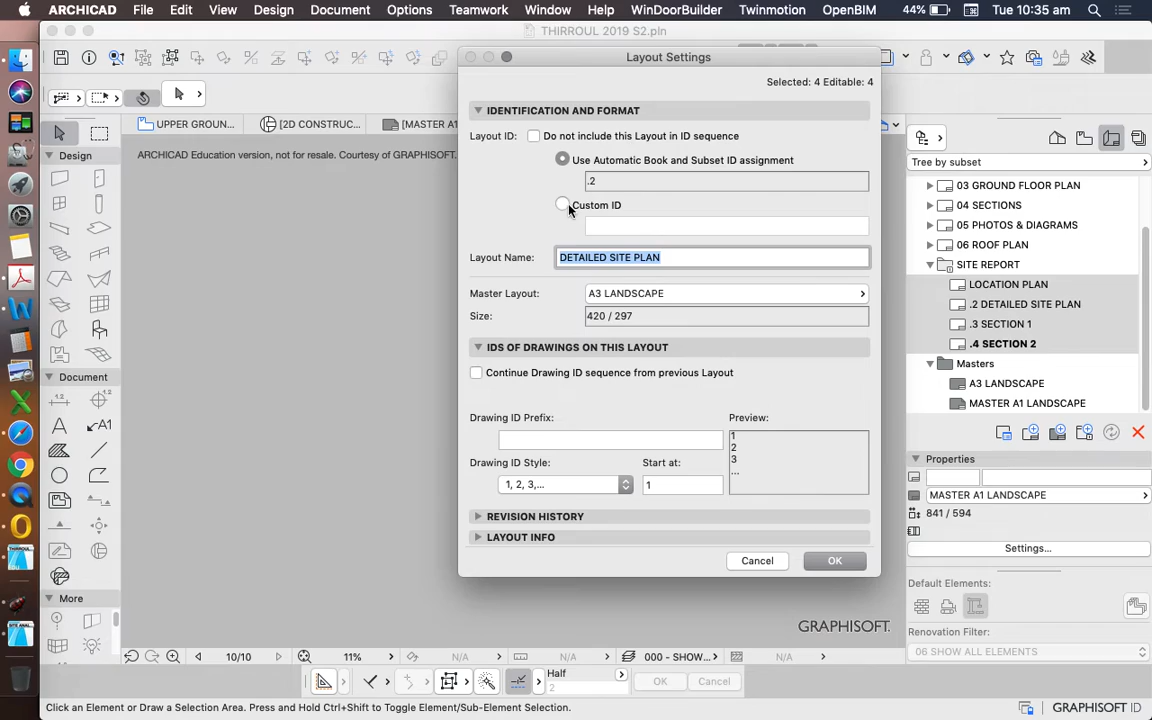 ARCHICAD File Edit View Design Document Options Teamwork Window Help WinDoorBuilder Twinmotion OpenBIM 44% Tue 10:35 am
THIRROUL 2019 S2.pln
Layout Settings
Selected: 4 Editable: 4
IDENTIFICATION AND FORMAT
Layout ID: Do not include this Layout in ID sequence
Use Automatic Book and Subset ID assignment
.2
Custom ID
Layout Name: DETAILED SITE PLAN
Master Layout: A3 LANDSCAPE
Size: 420 / 297
IDS OF DRAWINGS ON THIS LAYOUT
Continue Drawing ID sequence from previous Layout
Drawing ID Prefix: Preview:
1
2
3
...
Drawing ID Style: Start at:
1, 2, 3,... 1
REVISION HISTORY
LAYOUT INFO
Cancel OK
UPPER GROUN... [2D CONSTRUC... [MASTER A1
ARCHICAD Education version, not for resale. Courtesy of GRAPHISOFT.
Design
Document
More
Tree by subset
03 GROUND FLOOR PLAN
04 SECTIONS
05 PHOTOS & DIAGRAMS
06 ROOF PLAN
SITE REPORT
LOCATION PLAN
.2 DETAILED SITE PLAN
.3 SECTION 1
.4 SECTION 2
Masters
A3 LANDSCAPE
MASTER A1 LANDSCAPE
Properties
MASTER A1 LANDSCAPE
841 / 594
Settings...
Default Elements:
Renovation Filter:
06 SHOW ALL ELEMENTS
GRAPHISOFT.
10/10 11% N/A N/A 000 - SHOW... N/A
Half
2
OK Cancel
Click an Element or Draw a Selection Area. Press and Hold Ctrl+Shift to Toggle Element/Sub-Element Selection.
GRAPHISOFT ID